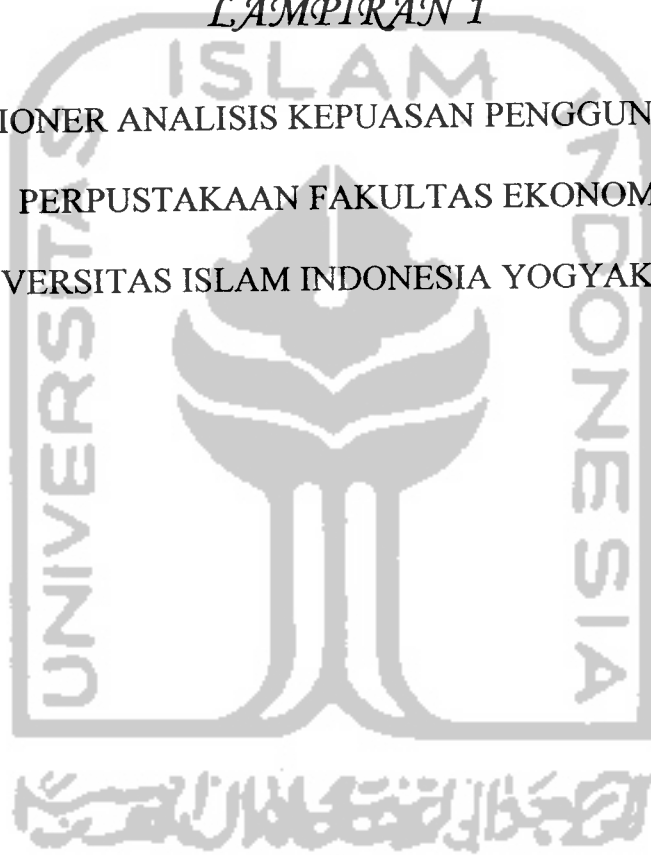 LAMPIRAN 1
ISLAM
IONER ANALISIS KEPUASAN PENGGUN
PERPUSTAKAAN FAKULTAS EKONOM
VERSITAS ISLAM INDONESIA YOGYAK
UNIVERSITAS
INDONESIA